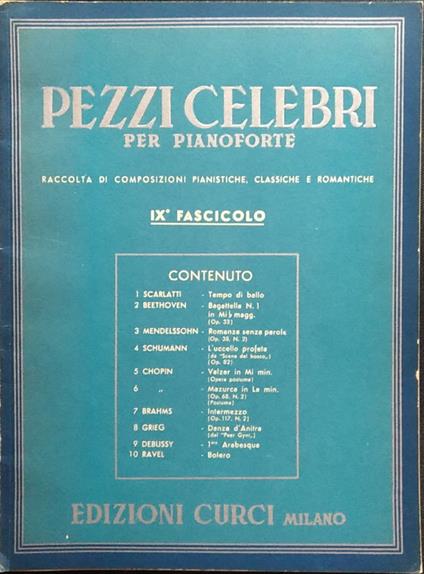 PEZZI CELEBRI
PER PIANOFORTE
RACCOLTA DI COMPOSIZIONI PIANISTICHE, CLASSICHE E ROMANTICHE
IX° FASCICOLO
CONTENUTO
1 SCARLATTI - Tempo di ballo
2 BEETHOVEN - Bagattella N. 1
in Mi♭ magg.
(Op. 33)
3 MENDELSSOHN - Romanza senza parole
(Op. 38, N. 2)
4 SCHUMANN - L'uccello profeta
(da "Scene del bosco„)
(Op. 82)
5 CHOPIN - Valzer in Mi min.
(Opera postuma)
6 „ - Mazurca in La min.
(Op. 68, N. 2)
(Postuma)
7 BRAHMS - Intermezzo
(Op. 117, N. 2)
8 GRIEG - Danza d'Anitra
(dal "Peer Gynt„)
9 DEBUSSY - 1me Arabesque
10 RAVEL - Bolero
EDIZIONI CURCI MILANO